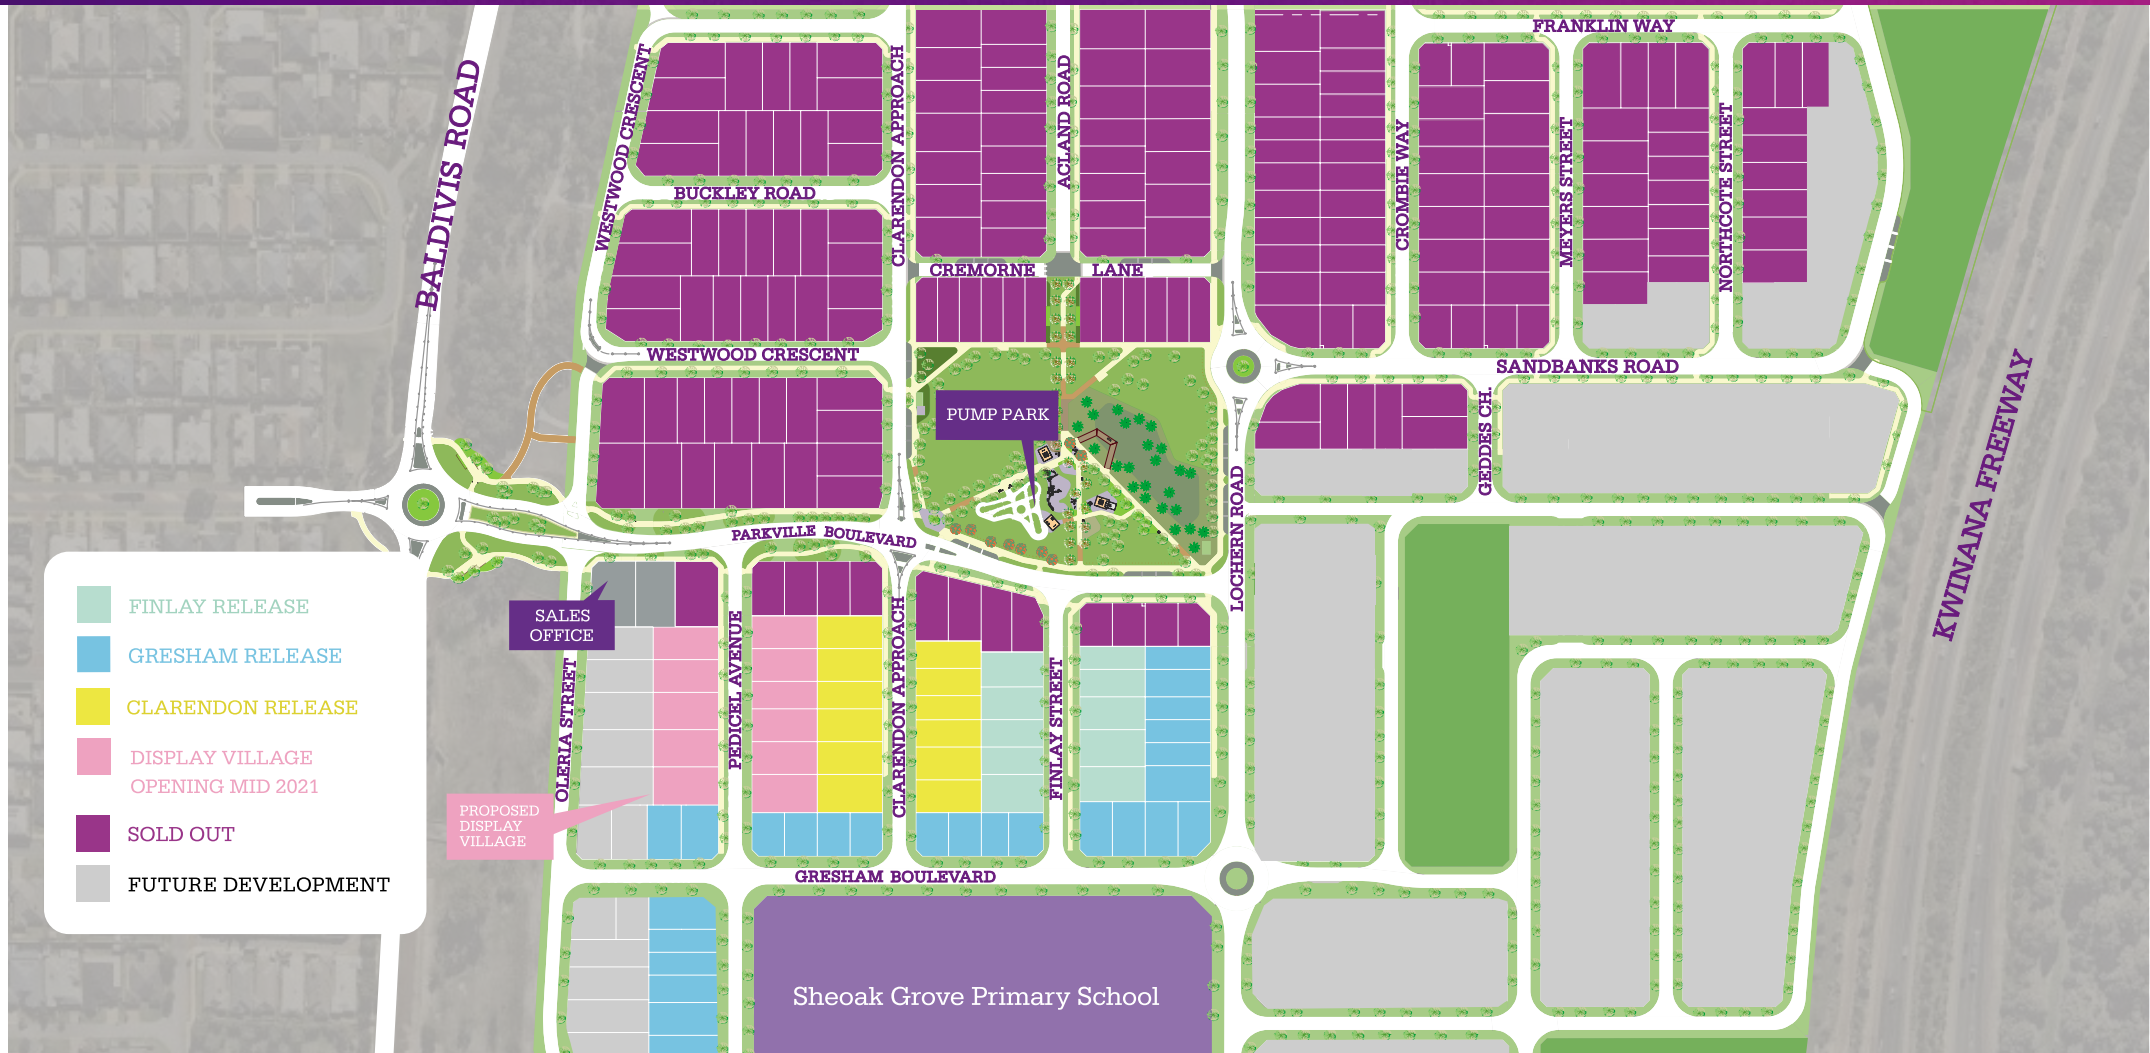 FRANKLIN WAY
BALDIVIS ROAD
WESTWOOD CRESCENT
CLARENDON APPROACH
ACLAND ROAD
CROMBIE WAY
MEYERS STREET
NORTHCOTE STREET
BUCKLEY ROAD
CREMORNE LANE
WESTWOOD CRESCENT
SANDBANKS ROAD
KWINANA FREEWAY
GEDDES CH.
PUMP PARK
LOCHERN ROAD
PARKVILLE BOULEVARD
SALES
OFFICE
OLERIA STREET
PEDICEL AVENUE
CLARENDON APPROACH
FINLAY STREET
FINLAY RELEASE
GRESHAM RELEASE
CLARENDON RELEASE
DISPLAY VILLAGE
OPENING MID 2021
SOLD OUT
FUTURE DEVELOPMENT
PROPOSED
DISPLAY
VILLAGE
GRESHAM BOULEVARD
Sheoak Grove Primary School